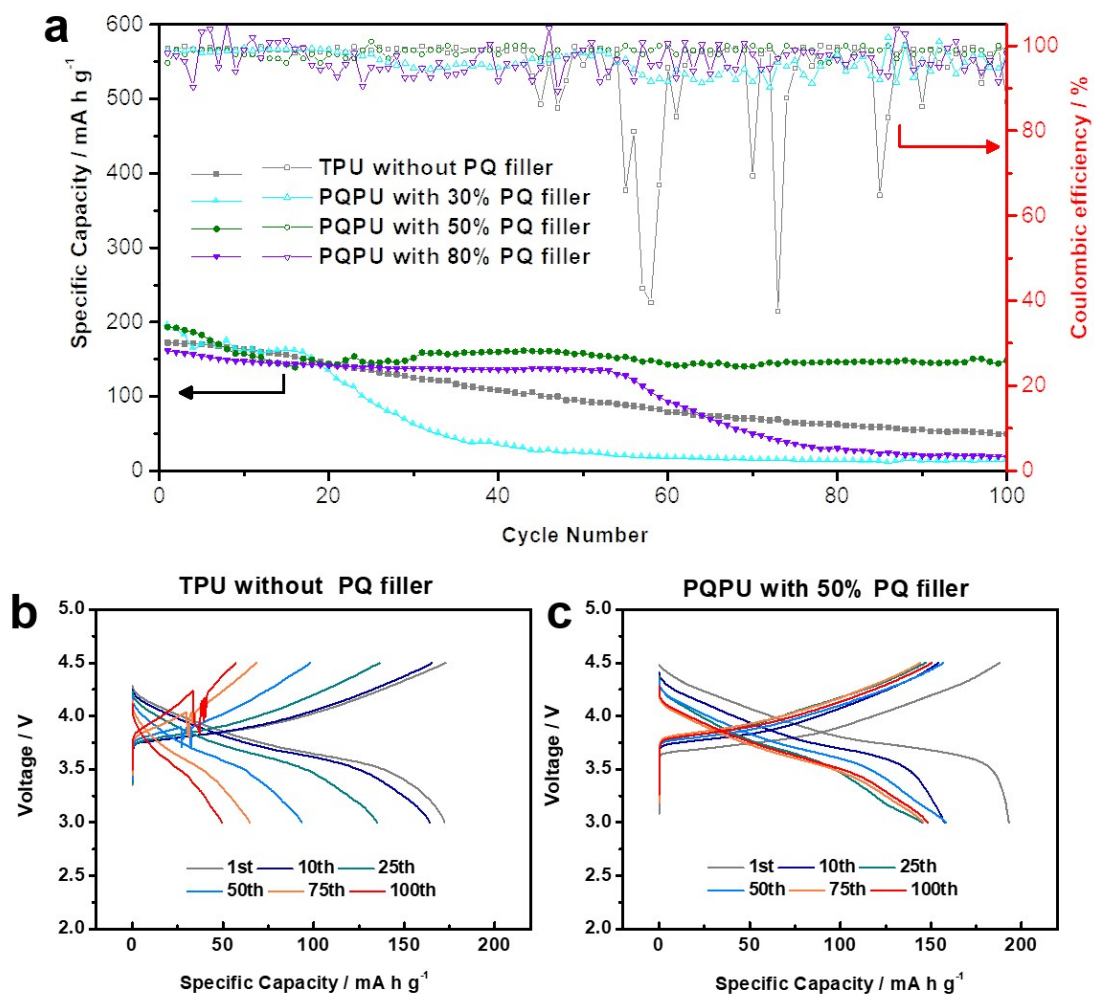 a
600
500
400
300
200
100
0
Specific Capacity / mA h g⁻¹
100
80
60
40
20
0
Coulombic efficiency / %
TPU without PQ filler
PQPU with 30% PQ filler
PQPU with 50% PQ filler
PQPU with 80% PQ filler
0 20 40 60 80 100
Cycle Number
b
TPU without PQ filler
5.0
4.5
4.0
3.5
3.0
2.5
2.0
Voltage / V
1st 10th 25th
50th 75th 100th
0 50 100 150 200
Specific Capacity / mA h g⁻¹
c
PQPU with 50% PQ filler
5.0
4.5
4.0
3.5
3.0
2.5
2.0
Voltage / V
1st 10th 25th
50th 75th 100th
0 50 100 150 200
Specific Capacity / mA h g⁻¹